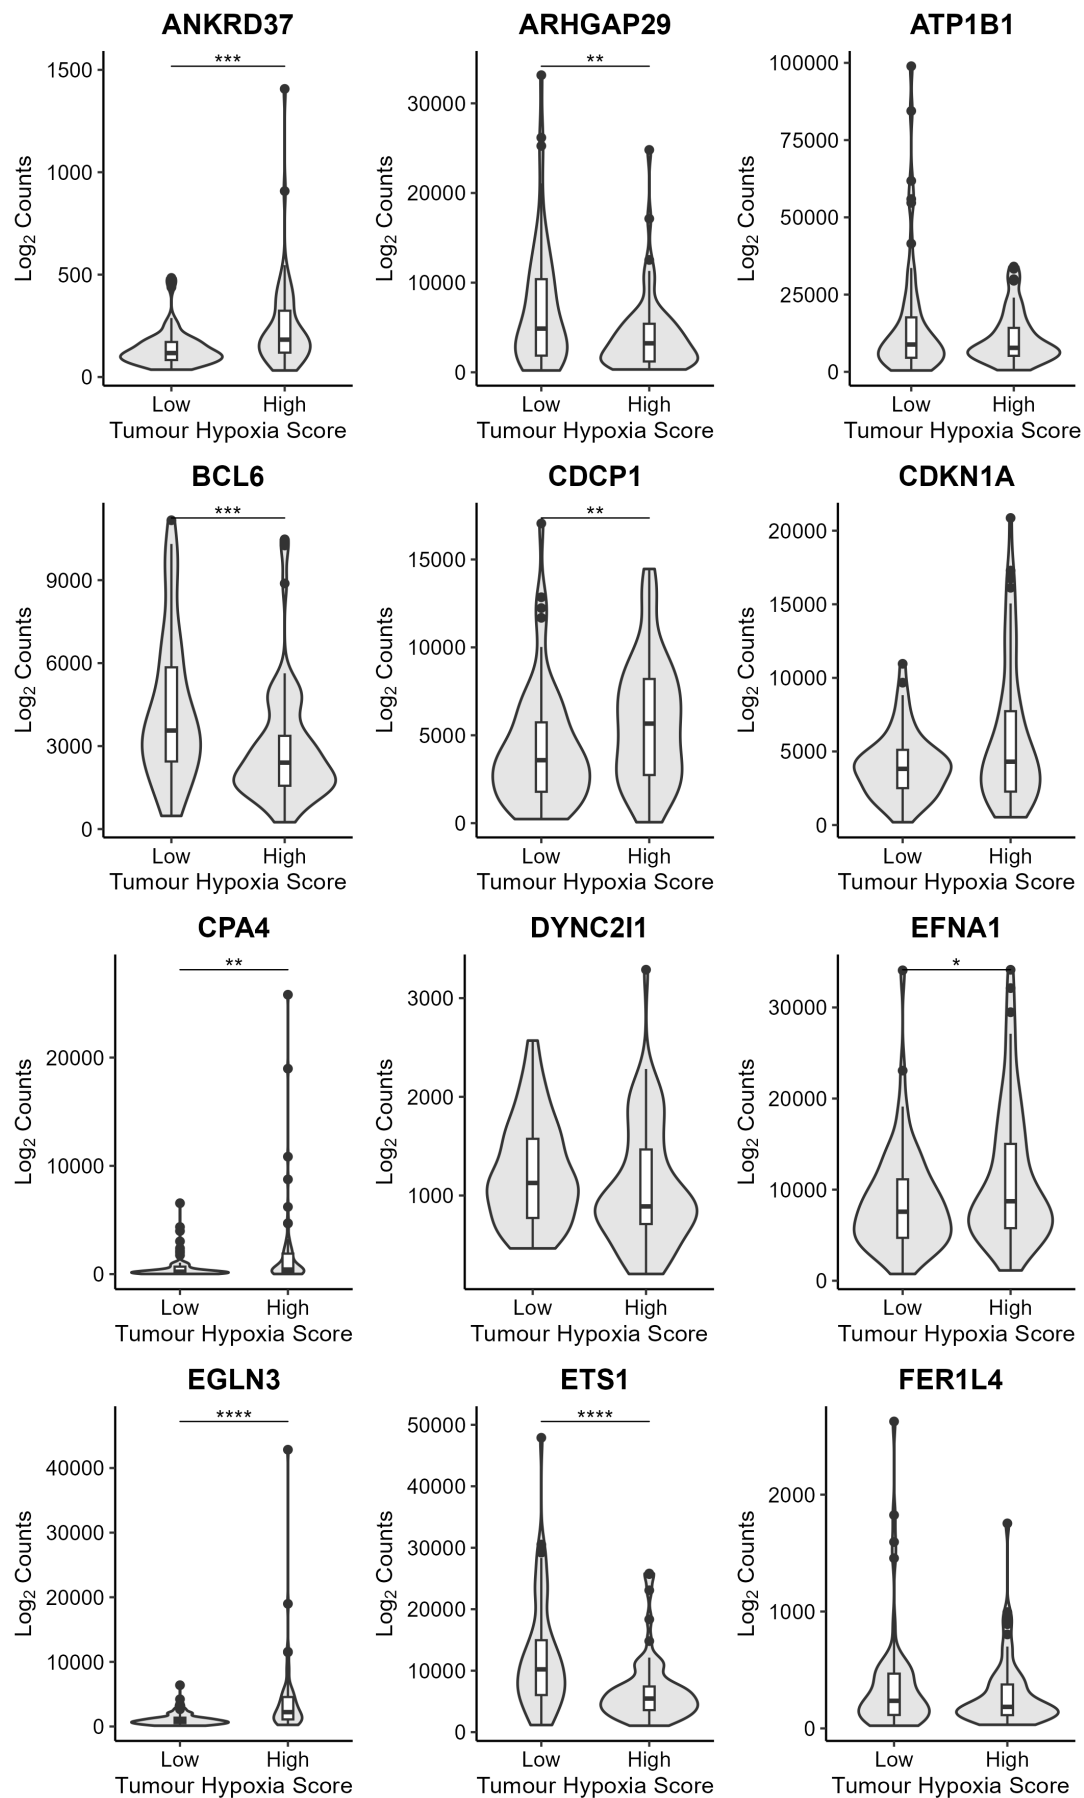 ANKRD37
ARHGAP29
ATP1B1
Log2 Counts
1500
1000
500
0
***
Low
High
Tumour Hypoxia Score
Log2 Counts
30000
20000
10000
0
**
Low
High
Tumour Hypoxia Score
Log2 Counts
100000
75000
50000
25000
0
Low
High
Tumour Hypoxia Score
BCL6
CDCP1
CDKN1A
Log2 Counts
9000
6000
3000
0
***
Low
High
Tumour Hypoxia Score
Log2 Counts
15000
10000
5000
0
**
Low
High
Tumour Hypoxia Score
Log2 Counts
20000
15000
10000
5000
0
Low
High
Tumour Hypoxia Score
CPA4
DYNC2I1
EFNA1
Log2 Counts
20000
10000
0
**
Low
High
Tumour Hypoxia Score
Log2 Counts
3000
2000
1000
Low
High
Tumour Hypoxia Score
Log2 Counts
30000
20000
10000
0
*
Low
High
Tumour Hypoxia Score
EGLN3
ETS1
FER1L4
Log2 Counts
40000
30000
20000
10000
0
****
Low
High
Tumour Hypoxia Score
Log2 Counts
50000
40000
30000
20000
10000
0
****
Low
High
Tumour Hypoxia Score
Log2 Counts
2000
1000
0
Low
High
Tumour Hypoxia Score